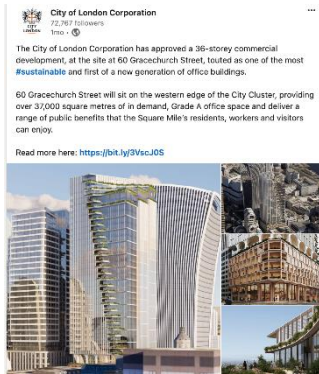 City of London Corporation
72,767 followers
1mo •
CITY
LONDON
The City of London Corporation has approved a 36-storey commercial
development, at the site at 60 Gracechurch Street, touted as one of the most
#sustainable and first of a new generation of office buildings.
60 Gracechurch Street will sit on the western edge of the City Cluster, providing
over 37,000 square metres of in demand, Grade A office space and deliver a
range of public benefits that the Square Mile's residents, workers and visitors
can enjoy.
Read more here: https://bit.ly/3VscJ0S